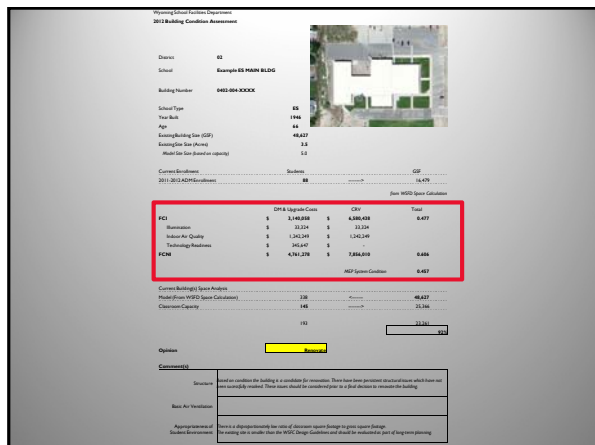 Wyoming School Facilities Department
2012 Building Condition Assessment
District 02
School Example ES MAIN BLDG
Building Number 0402-004-XXXX
School Type ES
Year Built 1946
Age 66
Existing Building Size (GSF) 48,627
Existing Site Size (Acres) 3.5
Model Site Size (based on capacity) 5.0
Current Enrollment Students GSF
2011-2012 ADM Enrollment 88 ------> 16,479
from WSFD Space Calculation
DM & Upgrade Costs CRV Total
FCI $ 3,140,058 $ 6,580,438 0.477
Illumination $ 33,324 $ 33,324
Indoor Air Quality $ 1,242,249 $ 1,242,249
Technology Readiness $ 345,647 $ -
FCNI $ 4,761,278 $ 7,856,010 0.606
MEP System Condition 0.457
Current Building(s) Space Analysis
Model (From WSFD Space Calculation) 338 <------ 48,627
Classroom Capacity 145 ------> 25,366
193 23,261
92%
Opinion Renovate
Comment(s)
Structure Based on condition the building is a candidate for renovation. There have been persistent structural issues which have not
been sucessfully resolved. These issues should be considered prior to a final decision to renovate the building.
Basic Air Ventilation
Appropriateness of Student Environment There is a disproportionately low ratio of classroom square footage to gross square footage.
The existing site is smaller than the WSFC Design Guidelines and should be evaluated as part of long-term planning.